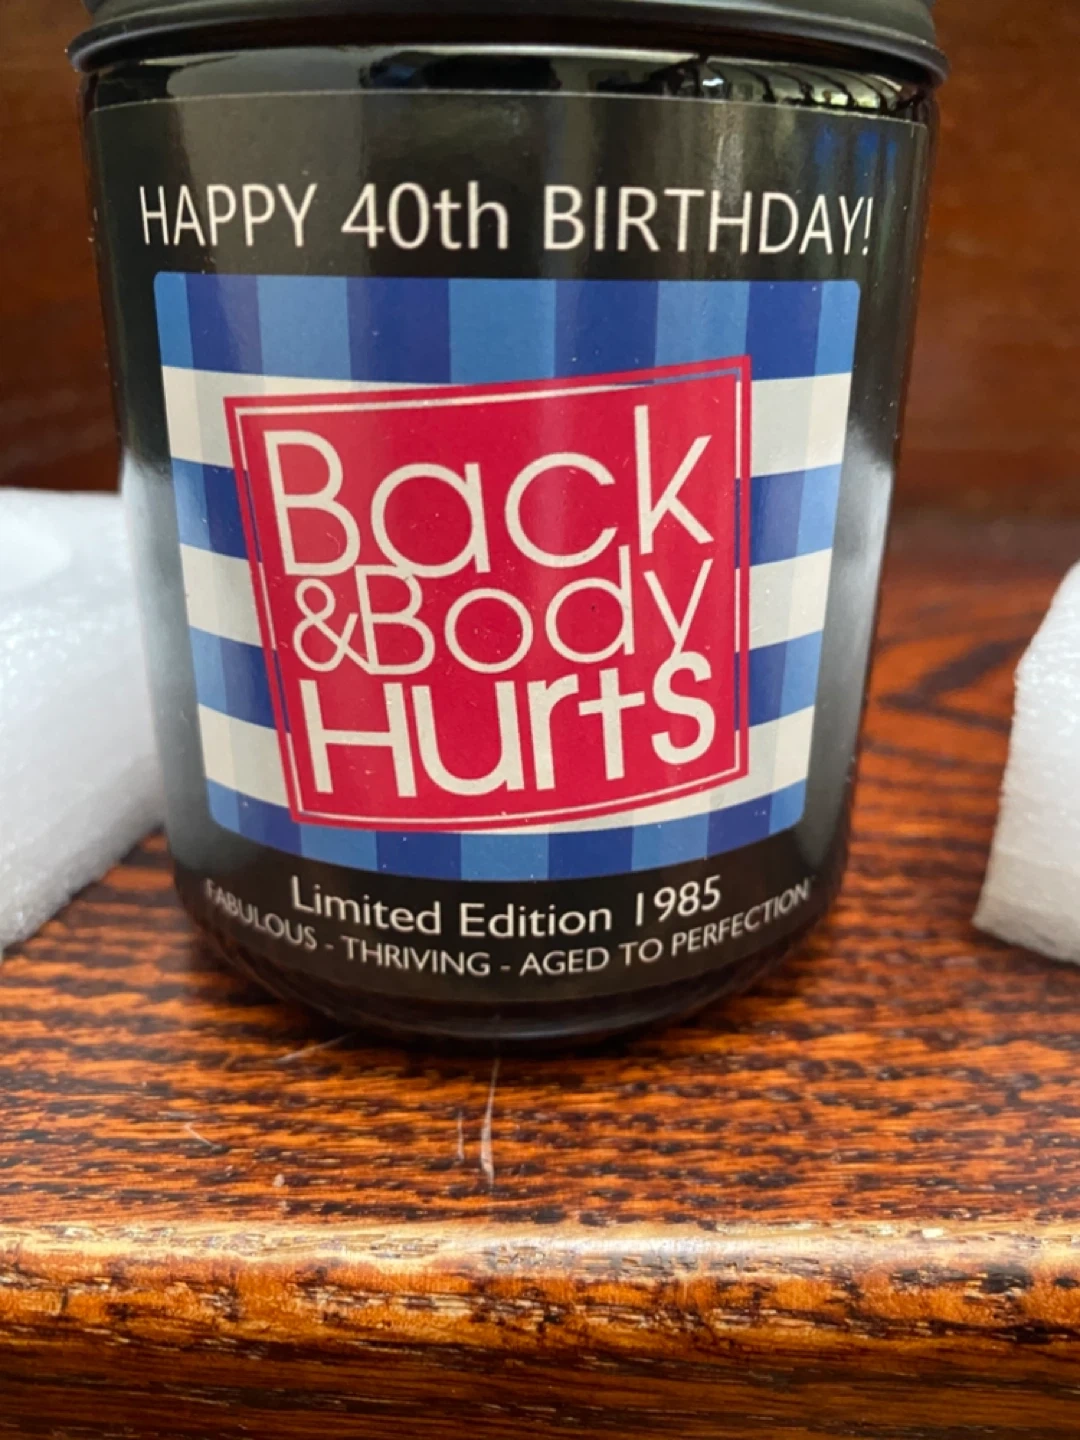 HAPPY 40th BIRTHDAY!
Back
&Body
Hurts
Limited Edition 1985
FABULOUS - THRIVING - AGED TO PERFECTION